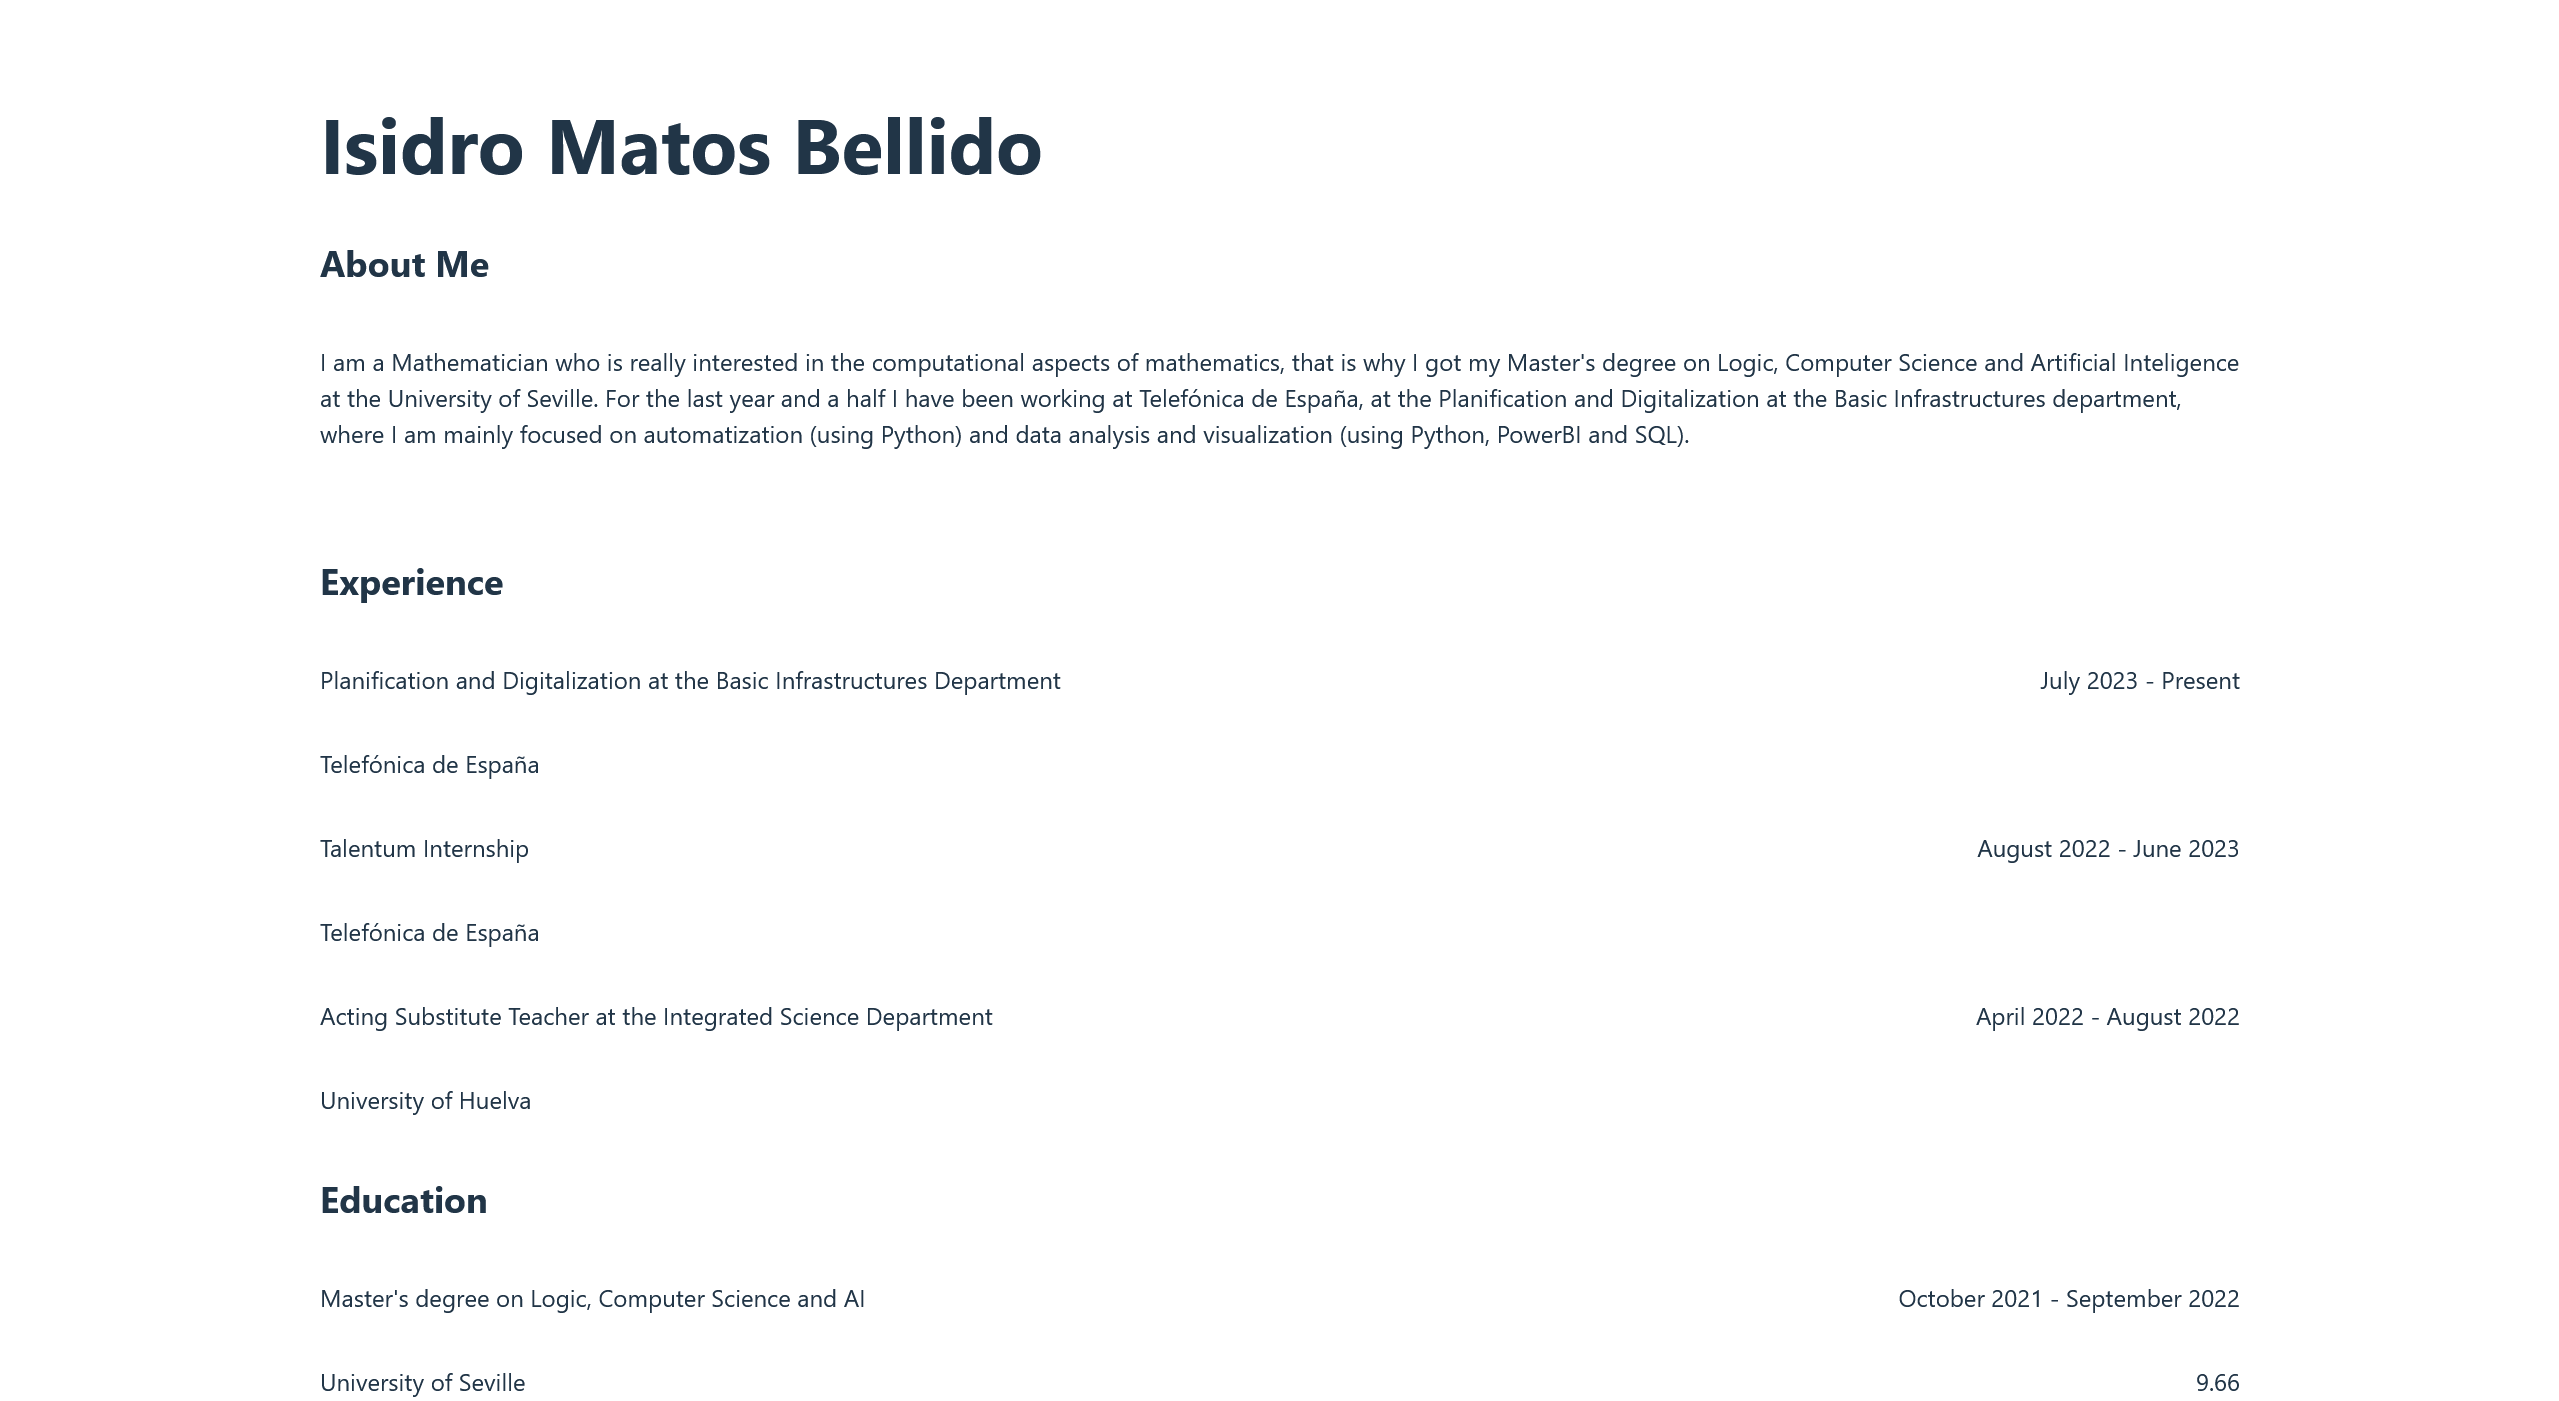 Isidro Matos Bellido
About Me
I am a Mathematician who is really interested in the computational aspects of mathematics, that is why I got my Master's degree on Logic, Computer Science and Artificial Inteligence
at the University of Seville. For the last year and a half I have been working at Telefónica de España, at the Planification and Digitalization at the Basic Infrastructures department,
where I am mainly focused on automatization (using Python) and data analysis and visualization (using Python, PowerBI and SQL).
Experience
Planification and Digitalization at the Basic Infrastructures Department July 2023 - Present
Telefónica de España
Talentum Internship August 2022 - June 2023
Telefónica de España
Acting Substitute Teacher at the Integrated Science Department April 2022 - August 2022
University of Huelva
Education
Master's degree on Logic, Computer Science and AI October 2021 - September 2022
University of Seville 9.66